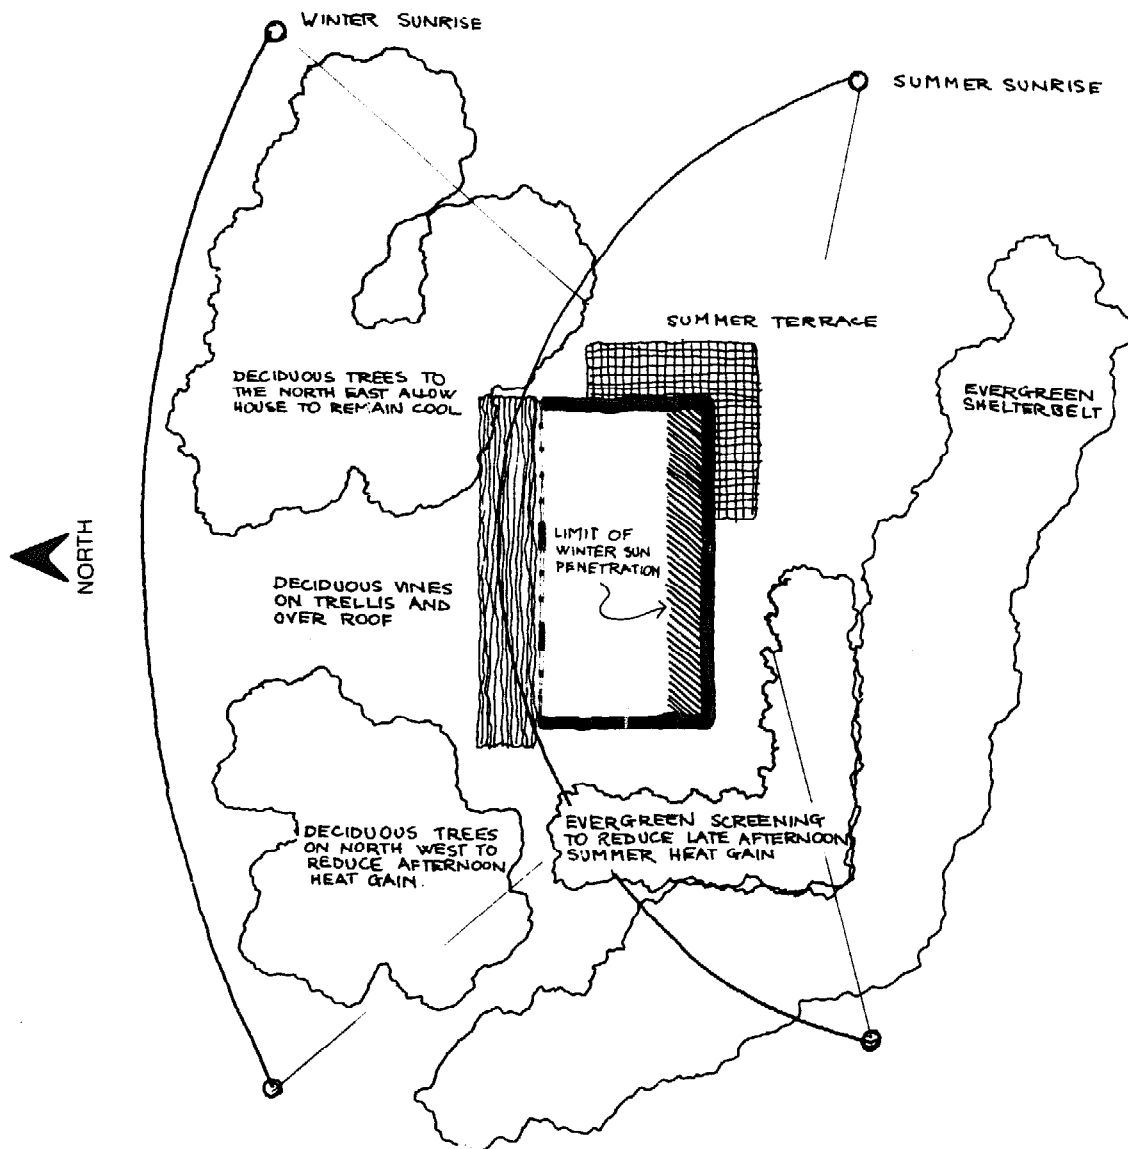 WINTER SUNRISE
SUMMER SUNRISE
SUMMER TERRACE
DECIDUOUS TREES TO
THE NORTH EAST ALLOW
HOUSE TO REMAIN COOL
EVERGREEN
SHELTERBELT
NORTH
LIMIT OF
WINTER SUN
PENETRATION
DECIDUOUS VINES
ON TRELLIS AND
OVER ROOF
EVERGREEN SCREENING
TO REDUCE LATE AFTERNOON
SUMMER HEAT GAIN
DECIDUOUS TREES
ON NORTH WEST TO
REDUCE AFTERNOON
HEAT GAIN.